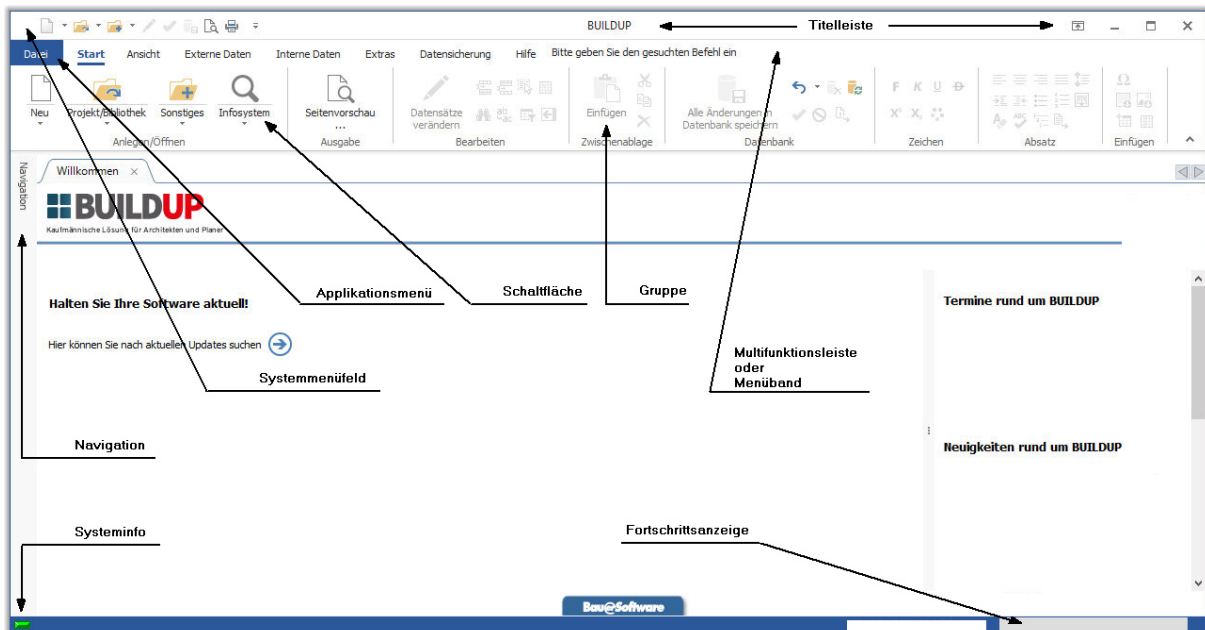 BUILDUP
Titelleiste
Datei Start Ansicht Externe Daten Interne Daten Extras Datensicherung Hilfe Bitte geben Sie den gesuchten Befehl ein
Neu Projekt/Bibliothek Sonstiges Infosystem Seitenvorschau ... Datensätze verändern Einfügen Alle Änderungen in Datenbank speichern F K U D X² X₂
Anlegen/Öffnen Ausgabe Bearbeiten Zwischenablage Datenbank Zeichen Absatz Einfügen
Navigation
Willkommen ×
BUILDUP
Kaufmännische Lösung für Architekten und Planer
Applikationsmenü Schaltfläche Gruppe
Halten Sie Ihre Software aktuell!
Termine rund um BUILDUP
Hier können Sie nach aktuellen Updates suchen
Multifunktionsleiste
oder
Menüband
Systemmenüfeld
Navigation
Neuigkeiten rund um BUILDUP
Systeminfo
Fortschrittsanzeige
Bau@Software